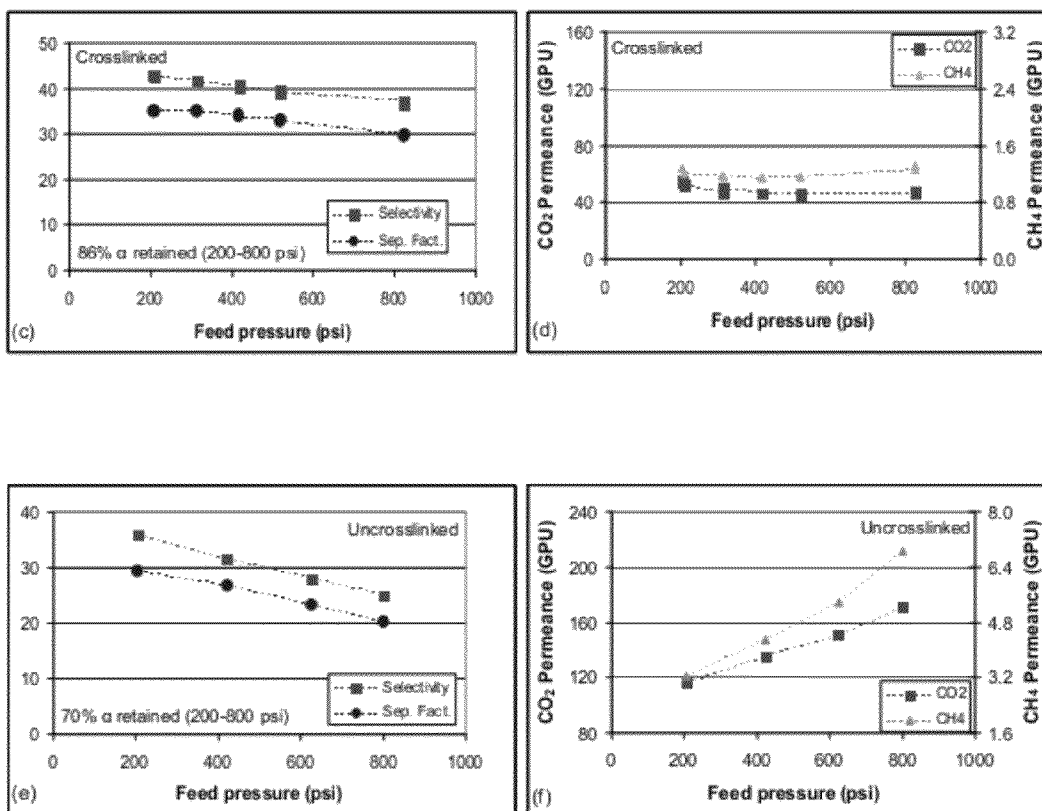 Crosslinked
50
40
30
20
10
0
Selectivity
Sep. Fact.
86% α retained (200-800 psi)
0 200 400 600 800 1000
Feed pressure (psi)
(c)
Crosslinked
CO2
CH4
CO₂ Permeance (GPU)
160
120
80
40
0
CH₄ Permeance (GPU)
3.2
2.4
1.6
0.8
0.0
0 200 400 600 800 1000
Feed pressure (psi)
(d)
Uncrosslinked
40
30
20
10
0
Selectivity
Sep. Fact.
70% α retained (200-800 psi)
0 200 400 600 800 1000
Feed pressure (psi)
(e)
Uncrosslinked
CO₂ Permeance (GPU)
240
200
160
120
80
CH₄ Permeance (GPU)
8.0
6.4
4.8
3.2
1.6
CO2
CH4
0 200 400 600 800 1000
Feed pressure (psi)
(f)